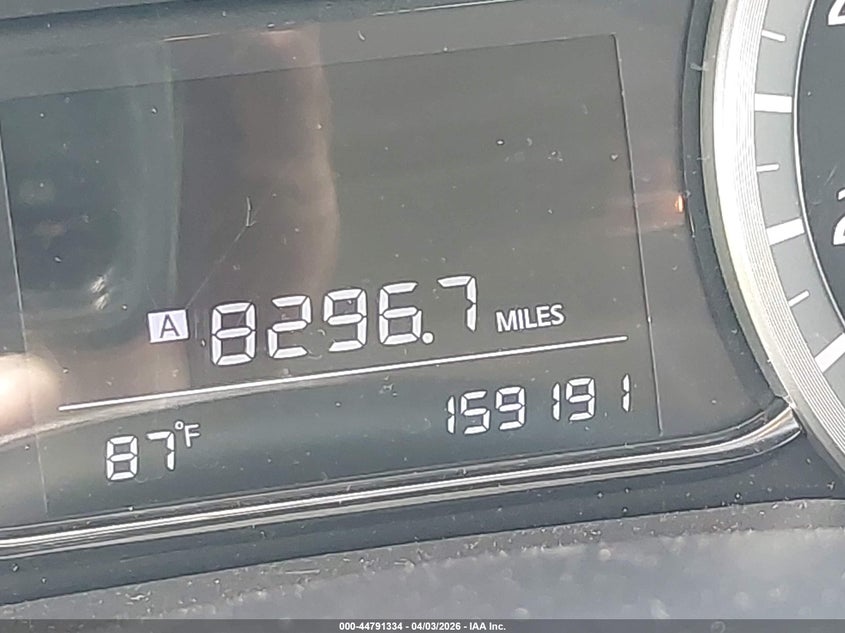 A 8296.7 MILES
87°F 159191
000-44791334 - 04/03/2026 - IAA Inc.